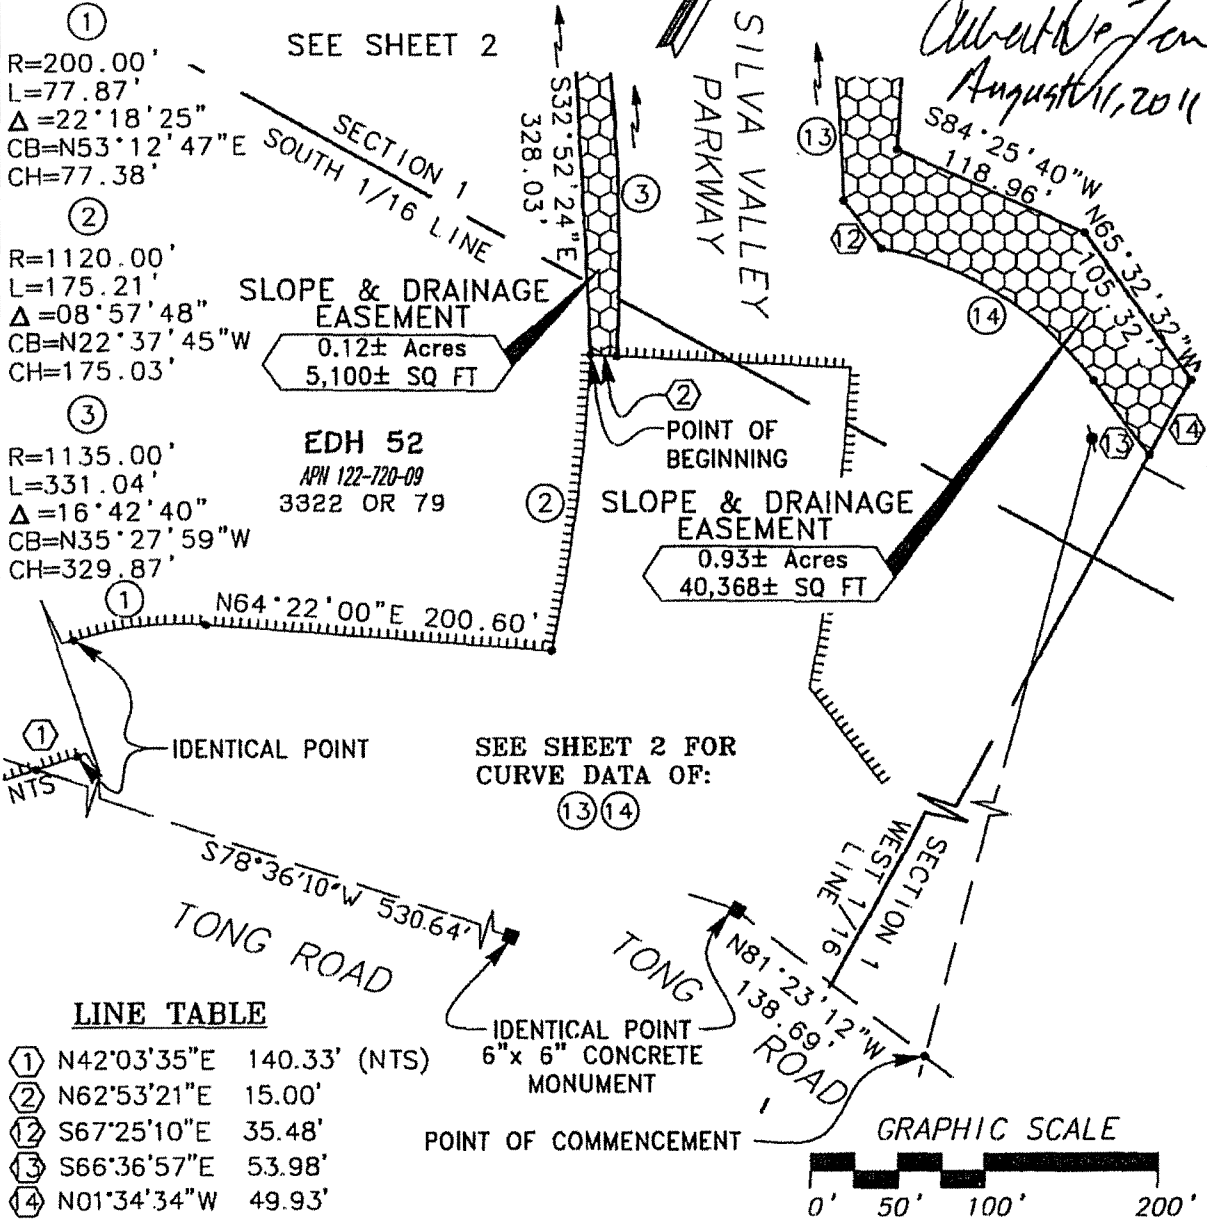 1
R=200.00'
L=77.87'
Δ=22°18'25"
CB=N53°12'47"E
CH=77.38'
2
R=1120.00'
L=175.21'
Δ=08°57'48"
CB=N22°37'45"W
CH=175.03'
3
R=1135.00'
L=331.04'
Δ=16°42'40"
CB=N35°27'59"W
CH=329.87'
SEE SHEET 2
SECTION 1
SOUTH 1/16 LINE
S32°52'24"E
328.03'
3
SILVA VALLEY
PARKWAY
August 11, 2011
13
S84°25'40"W
118.96'
N65°32'32"W
105.32'
12
14
13
14
SLOPE & DRAINAGE
EASEMENT
0.12± Acres
5,100± SQ FT
2
POINT OF
BEGINNING
EDH 52
APN 122-720-09
3322 OR 79
2
SLOPE & DRAINAGE
EASEMENT
0.93± Acres
40,368± SQ FT
1
N64°22'00"E 200.60'
IDENTICAL POINT
1
NTS
SEE SHEET 2 FOR
CURVE DATA OF:
13 14
S78°36'10"W 530.64'
TONG ROAD
TONG
ROAD
N81°23'12"W
138.69'
SECTION 1
WEST 1/16
LINE
IDENTICAL POINT
6"x 6" CONCRETE
MONUMENT
POINT OF COMMENCEMENT
LINE TABLE
1 N42°03'35"E 140.33' (NTS)
2 N62°53'21"E 15.00'
12 S67°25'10"E 35.48'
13 S66°36'57"E 53.98'
14 N01°34'34"W 49.93'
GRAPHIC SCALE
0' 50' 100' 200'